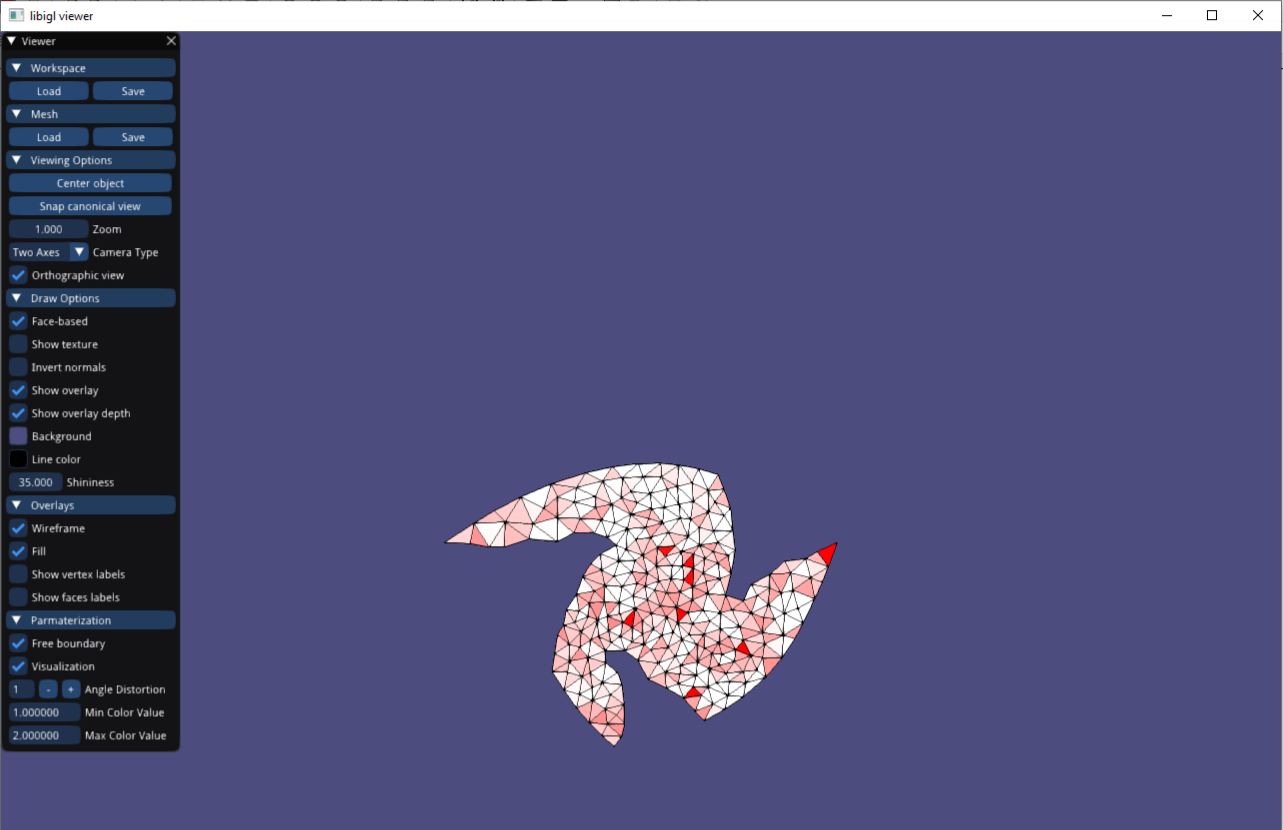 libigl viewer
Viewer
Workspace
Load Save
Mesh
Load Save
Viewing Options
Center object
Snap canonical view
1.000 Zoom
Two Axes Camera Type
Orthographic view
Draw Options
Face-based
Show texture
Invert normals
Show overlay
Show overlay depth
Background
Line color
35.000 Shininess
Overlays
Wireframe
Fill
Show vertex labels
Show faces labels
Parmaterization
Free boundary
Visualization
1 - + Angle Distortion
1.000000 Min Color Value
2.000000 Max Color Value